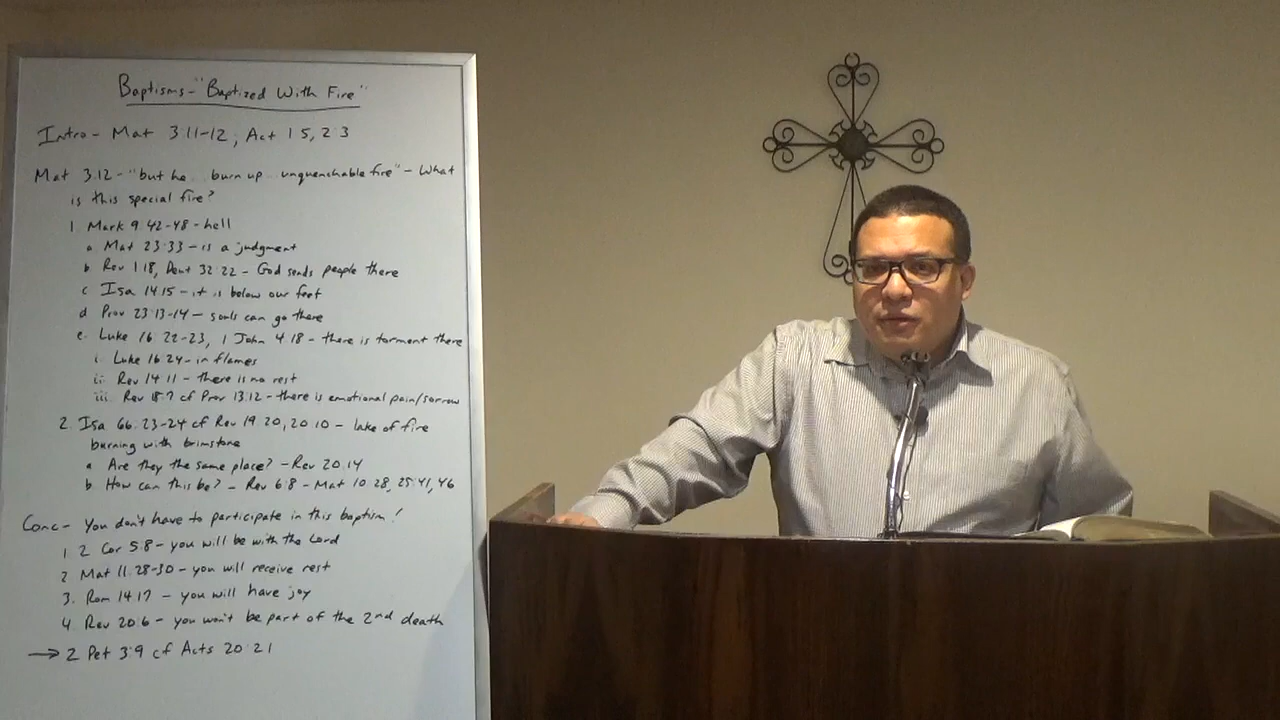 Baptisms - "Baptized With Fire"
Intro - Mat 3:11-12; Act 1:5, 2:3
Mat 3:12 - "but he... burn up... unquenchable fire" - What
is this special fire?
1. Mark 9:42-48 - hell
a. Mat 23:33 - is a judgment
b. Rev 1:18, Deut 32:22 - God sends people there
c. Isa 14:15 - it is below our feet
d. Prov 23:13-14 - souls can go there
e. Luke 16:22-23, 1 John 4:18 - there is torment there
i. Luke 16:24 - in flames
ii. Rev 14:11 - there is no rest
iii. Rev 18:7 cf Prov 13:12 - there is emotional pain/sorrow
2. Isa 66:23-24 cf Rev 19:20, 20:10 - lake of fire
burning with brimstone
a. Are they the same place? - Rev 20:14
b. How can this be? - Rev 6:8 - Mat 10:28, 25:41, 46
Conc - You don't have to participate in this baptism!
1. 2 Cor 5:8 - you will be with the Lord
2. Mat 11:28-30 - you will receive rest
3. Rom 14:17 - you will have joy
4. Rev 20:6 - you won't be part of the 2nd death
→ 2 Pet 3:9 cf Acts 20:21